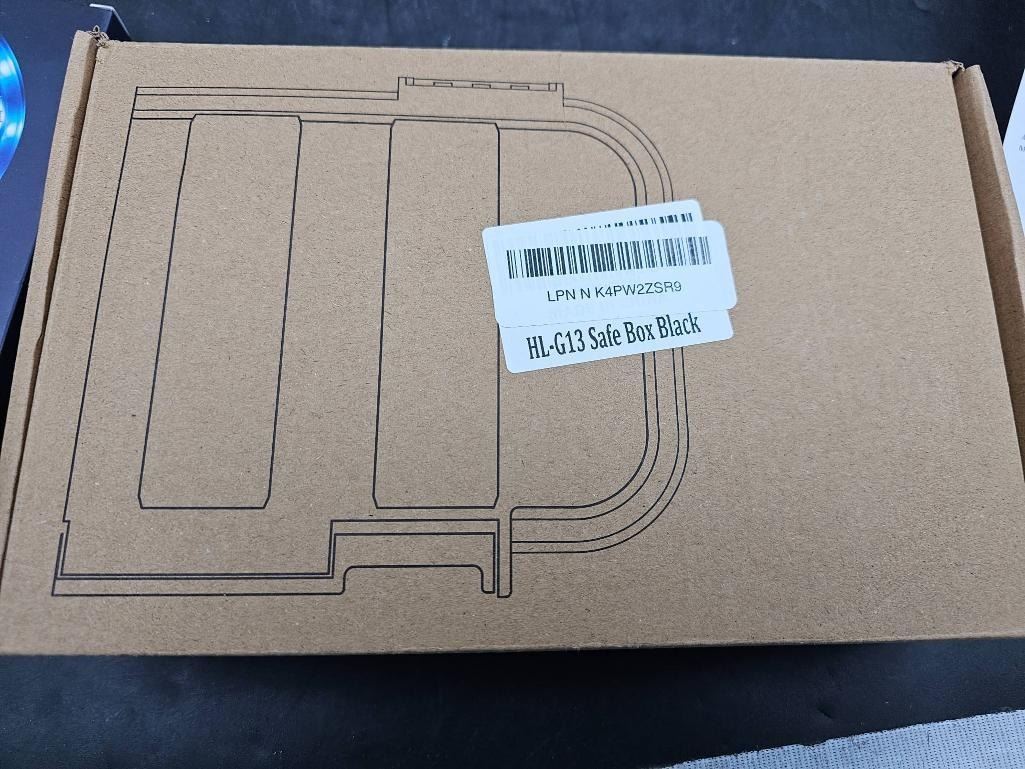 LPN N K4PW2ZSR9
HL-G13 Safe Box Black